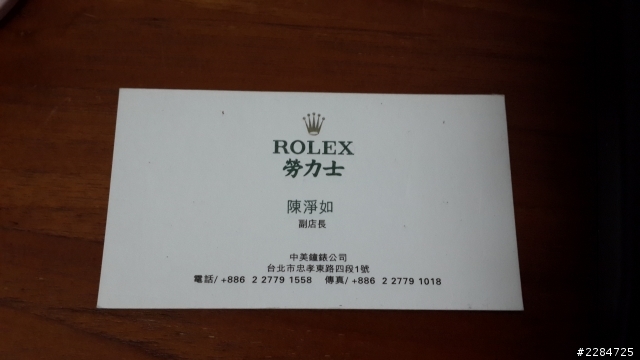 ROLEX
勞力士
陳淨如
副店長
中美鐘錶公司
台北市忠孝東路四段1號
電話/ +886 2 2779 1558 傳真/ +886 2 2779 1018
#2284725